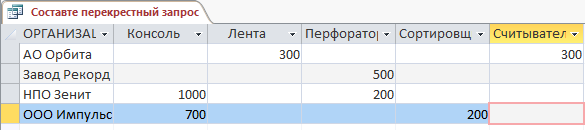 Составте перекрестный запрос
ОРГАНИЗАЦ Консоль Лента Перфоратор Сортировщ Считывател
АО Орбита 300 300
Завод Рекорд 500
НПО Зенит 1000 200
ООО Импульс 700 200